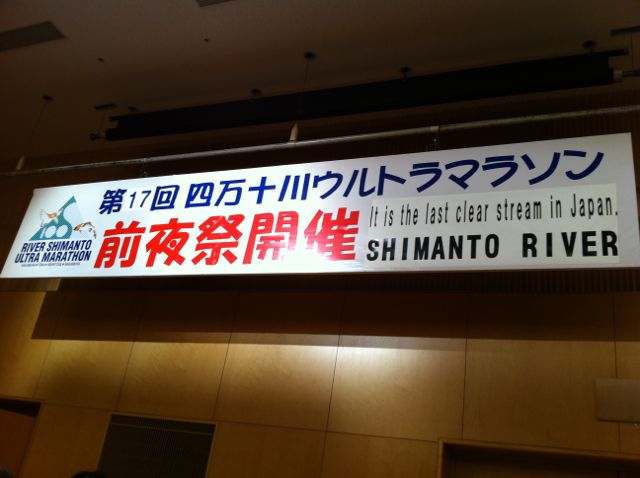 第17回 四万十川ウルトラマラソン
前夜祭開催
It is the last clear stream in Japan.
SHIMANTO RIVER
RIVER SHIMANTO
ULTRA MARATHON